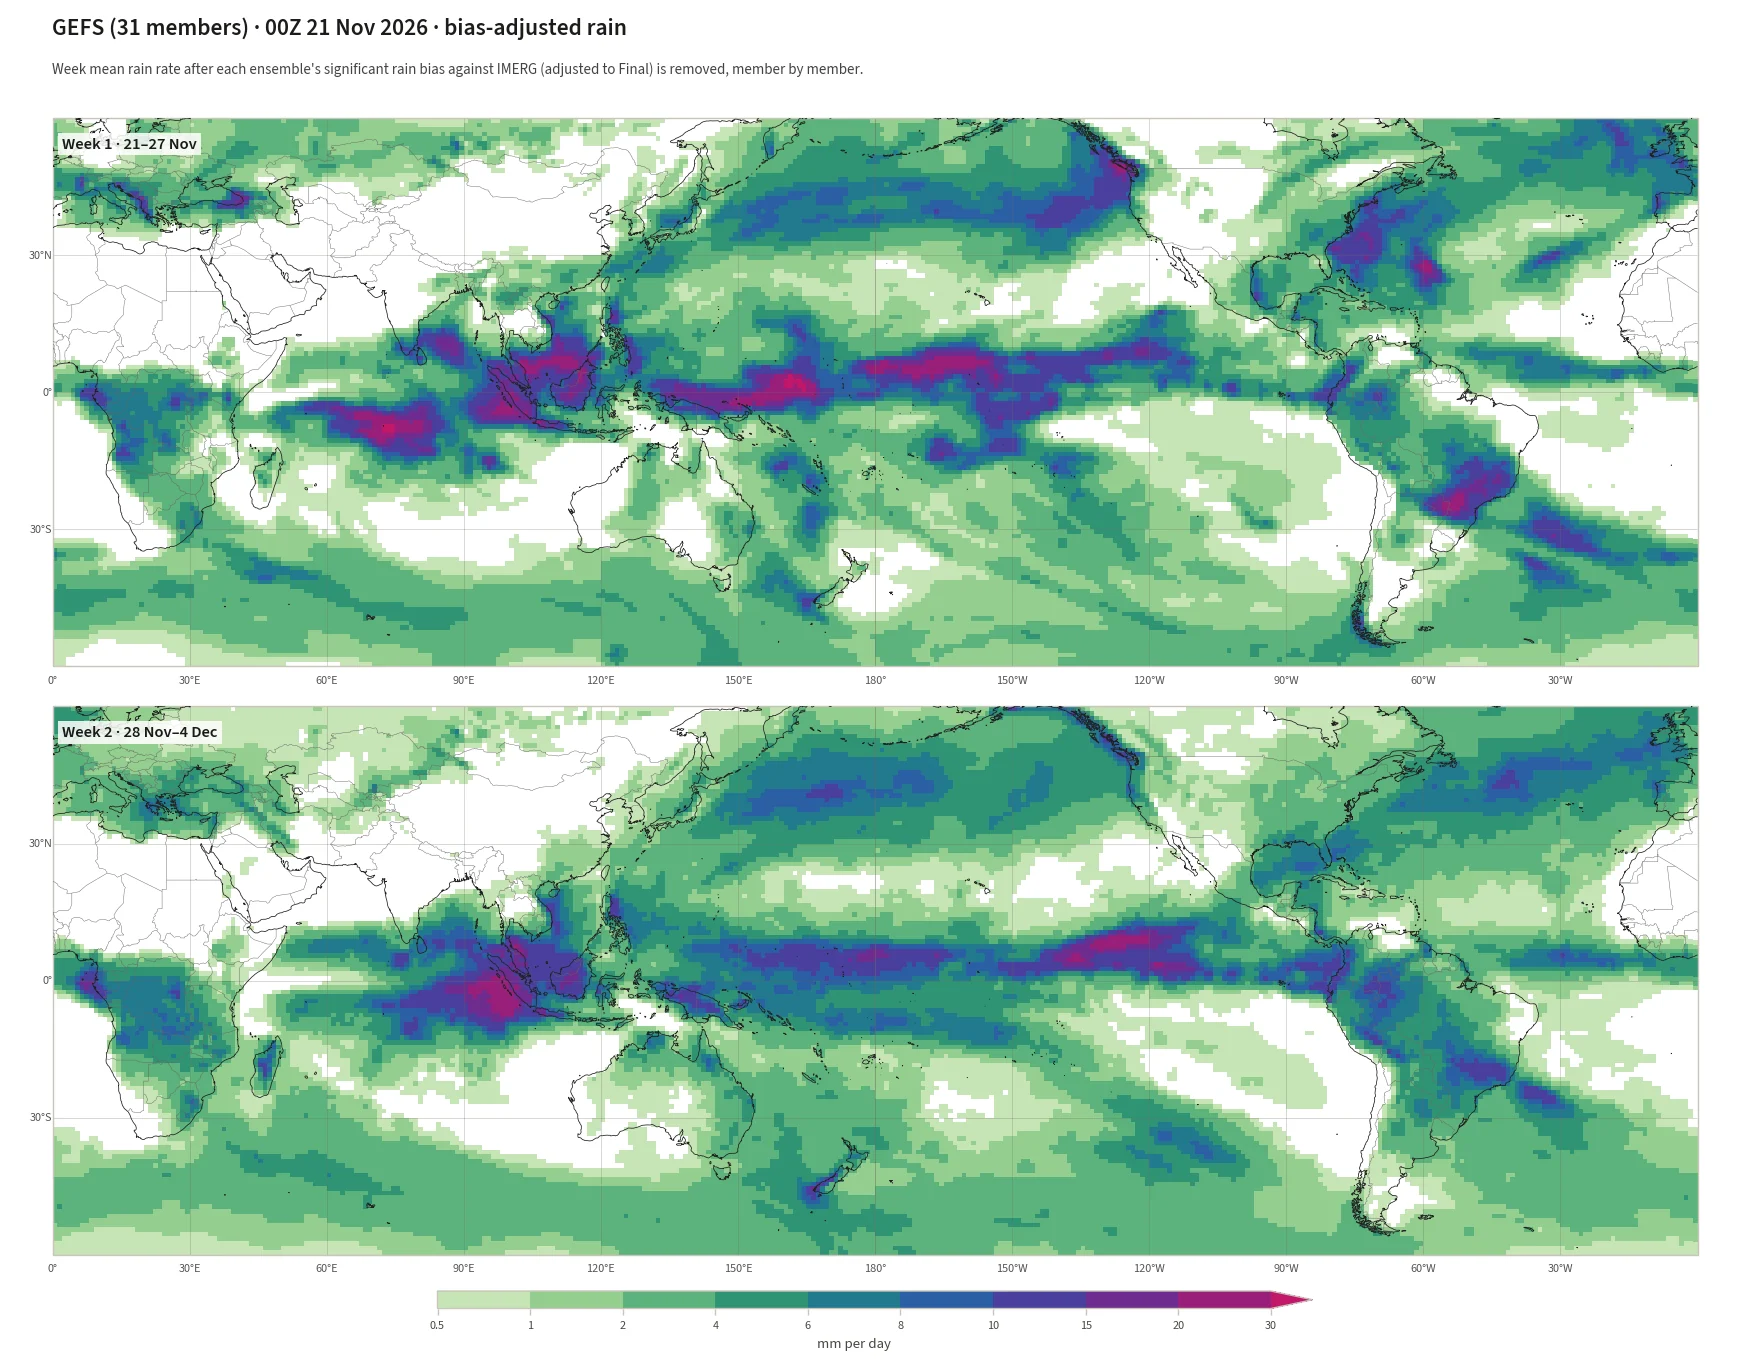 GEFS (31 members) · 00Z 21 Nov 2026 · bias-adjusted rain
Week mean rain rate after each ensemble's significant rain bias against IMERG (adjusted to Final) is removed, member by member.
Week 1 · 21–27 Nov
30°N
0°
30°S
0° 30°E 60°E 90°E 120°E 150°E 180° 150°W 120°W 90°W 60°W 30°W
Week 2 · 28 Nov–4 Dec
30°N
0°
30°S
0° 30°E 60°E 90°E 120°E 150°E 180° 150°W 120°W 90°W 60°W 30°W
0.5 1 2 4 6 8 10 15 20 30
mm per day